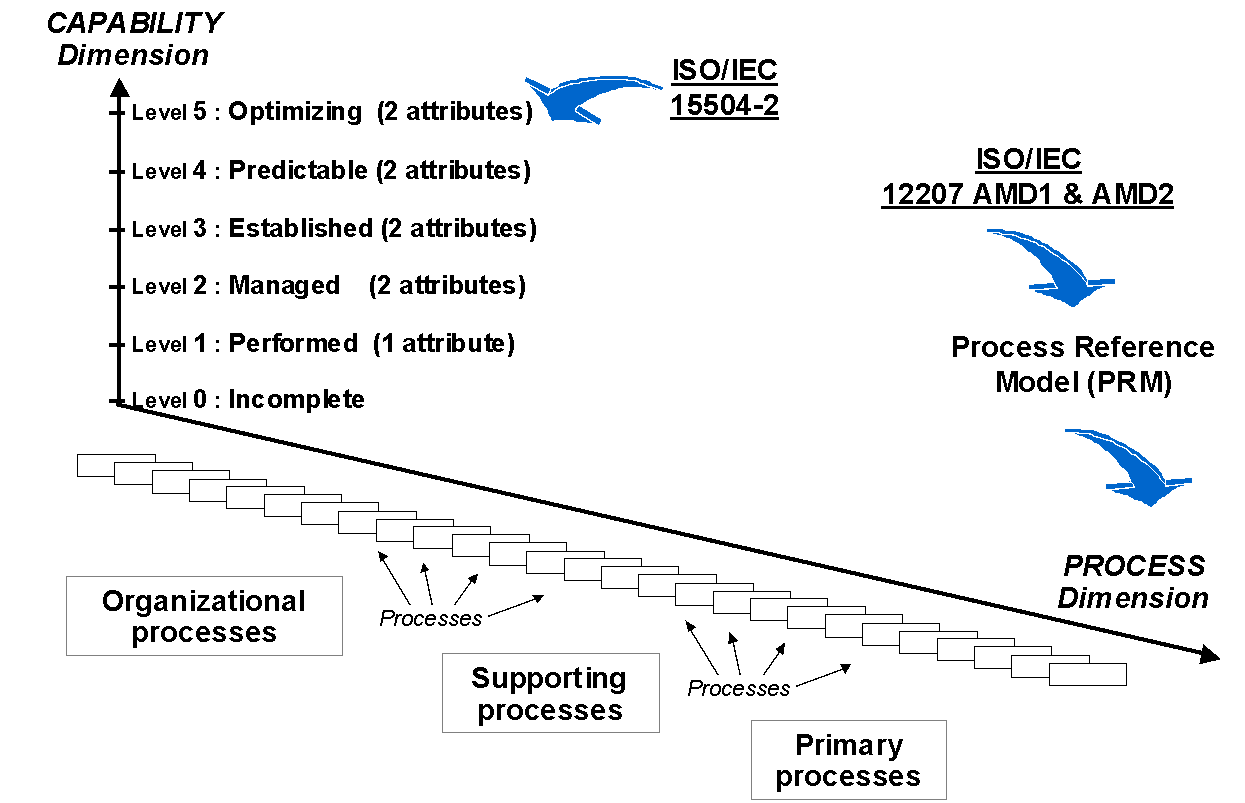 CAPABILITY
Dimension
ISO/IEC
15504-2
Level 5 : Optimizing (2 attributes)
Level 4 : Predictable (2 attributes)
Level 3 : Established (2 attributes)
Level 2 : Managed (2 attributes)
Level 1 : Performed (1 attribute)
Level 0 : Incomplete
ISO/IEC
12207 AMD1 & AMD2
Process Reference
Model (PRM)
PROCESS
Dimension
Organizational
processes
Processes
Supporting
processes
Processes
Primary
processes